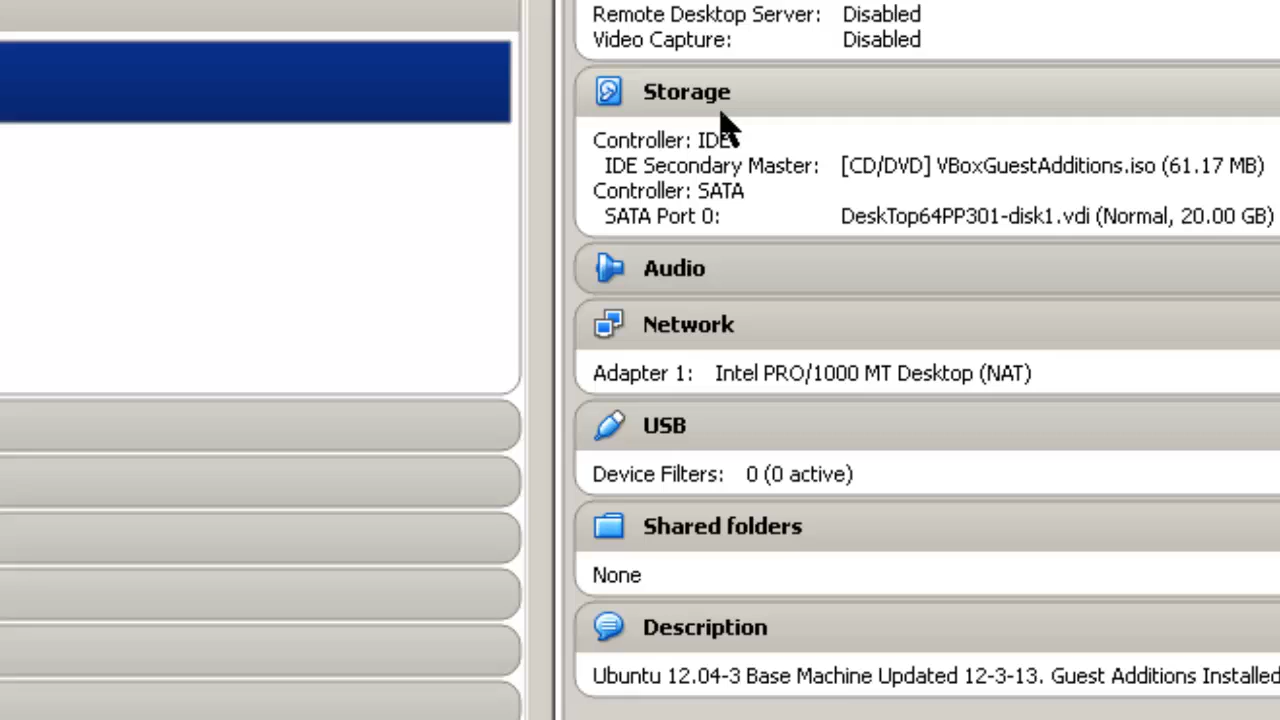 Remote Desktop Server: Disabled
Video Capture: Disabled
Storage
Controller: IDE
IDE Secondary Master: [CD/DVD] VBoxGuestAdditions.iso (61.17 MB)
Controller: SATA
SATA Port 0: DeskTop64PP301-disk1.vdi (Normal, 20.00 GB)
Audio
Network
Adapter 1: Intel PRO/1000 MT Desktop (NAT)
USB
Device Filters: 0 (0 active)
Shared folders
None
Description
Ubuntu 12.04-3 Base Machine Updated 12-3-13. Guest Additions Installed